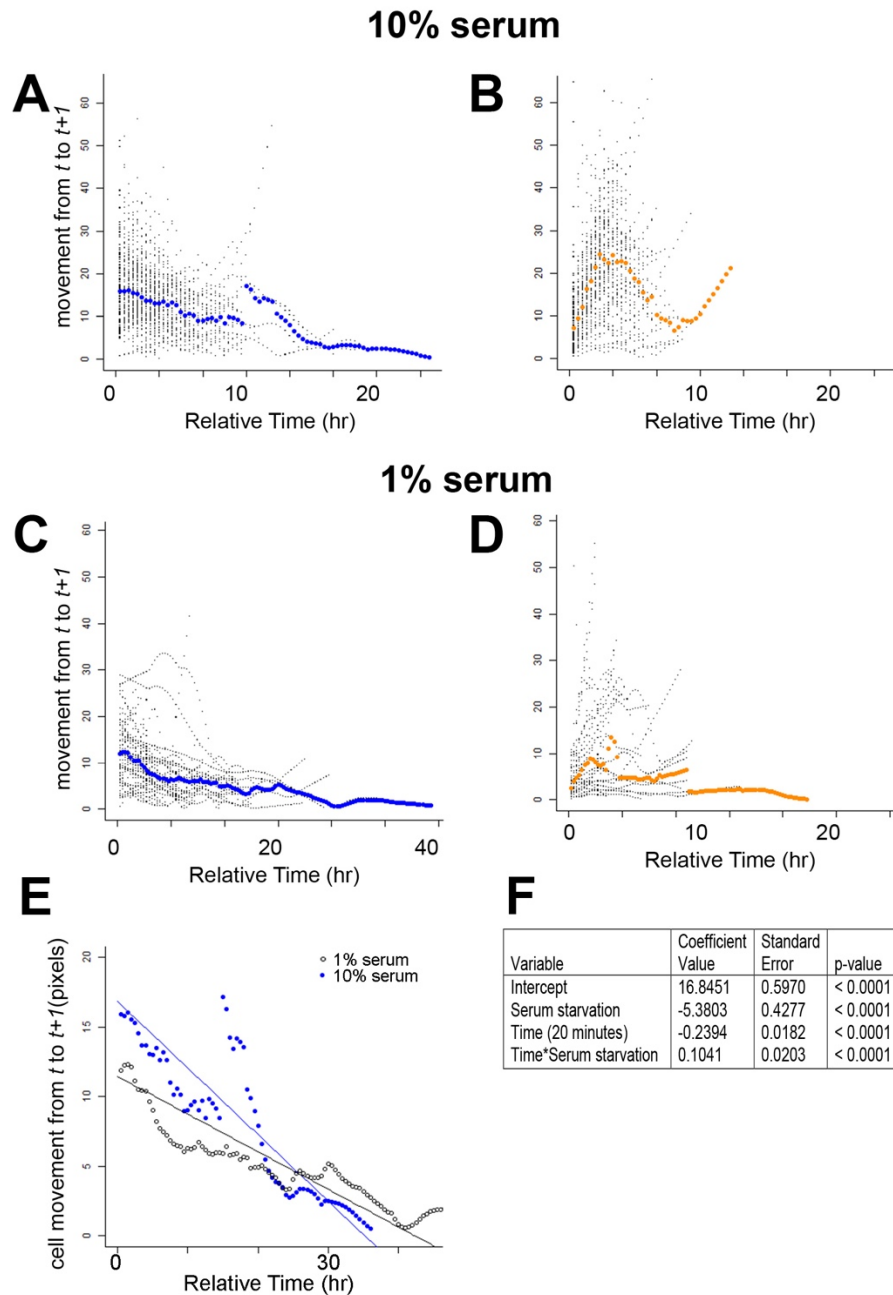 10% serum
A
B
movement from t to t+1
0 10 20 30 40 50 60
0 10 20
Relative Time (hr)
0 10 20 30 40 50 60
0 10 20
Relative Time (hr)
1% serum
C
D
movement from t to t+1
0 10 20 30 40 50 60
0 20 40
Relative Time (hr)
0 10 20 30 40 50 60
0 10 20
Relative Time (hr)
E
cell movement from t to t+1(pixels)
0 5 10 15 20
1% serum
10% serum
0 30
Relative Time (hr)
F
Variable Coefficient Value Standard Error p-value
Intercept 16.8451 0.5970 < 0.0001
Serum starvation -5.3803 0.4277 < 0.0001
Time (20 minutes) -0.2394 0.0182 < 0.0001
Time*Serum starvation 0.1041 0.0203 < 0.0001